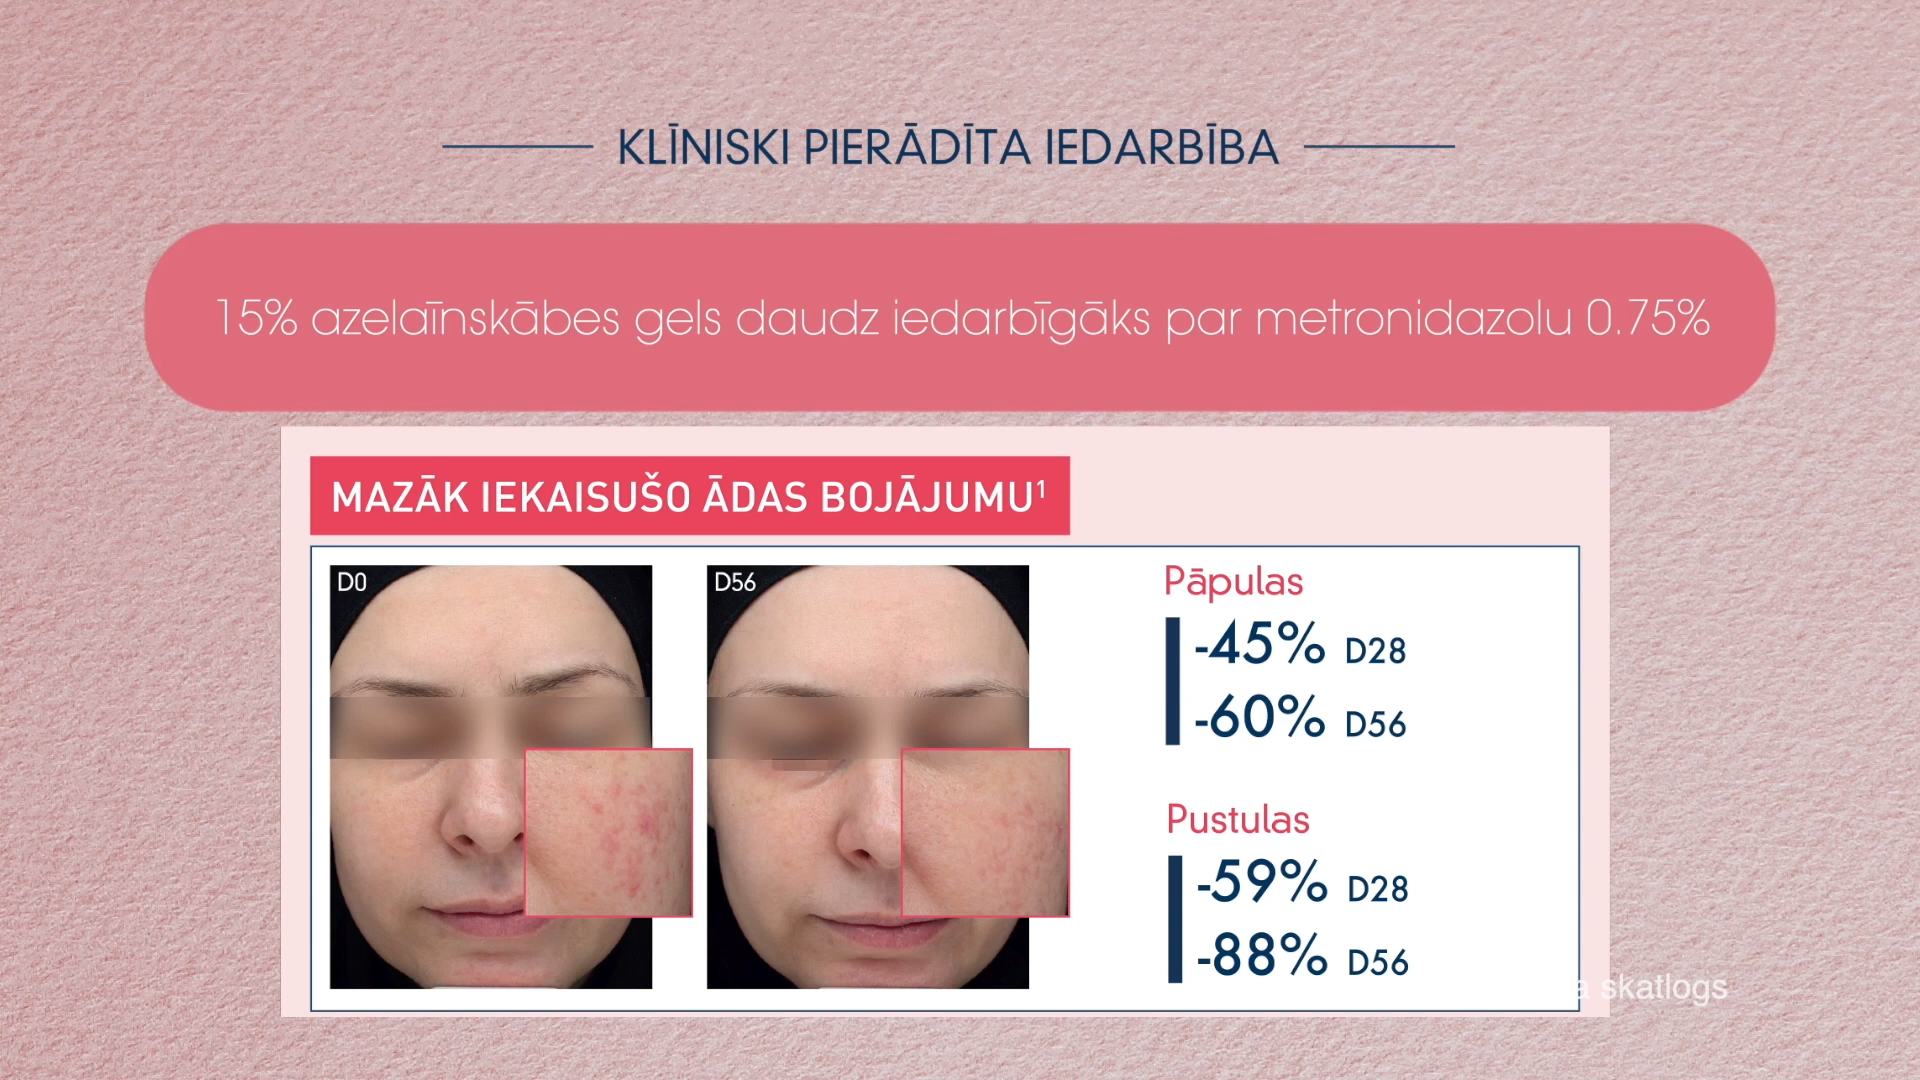 KLĪNISKI PIERĀDĪTA IEDARBĪBA
15% azelaīnskābes gels daudz iedarbīgāks par metronidazolu 0.75%
MAZĀK IEKAISUŠO ĀDAS BOJĀJUMU¹
D0
D56
Pāpulas
-45% D28
-60% D56
Pustulas
-59% D28
-88% D56
skatlogs